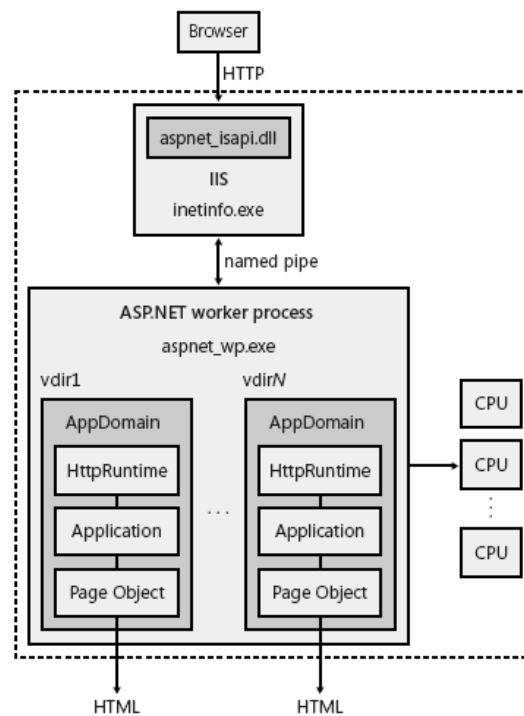 Browser
HTTP
aspnet_isapi.dll
IIS
inetinfo.exe
named pipe
ASP.NET worker process
aspnet_wp.exe
vdir1
vdirN
AppDomain
HttpRuntime
Application
Page Object
. . .
AppDomain
HttpRuntime
Application
Page Object
CPU
CPU
CPU
HTML
HTML